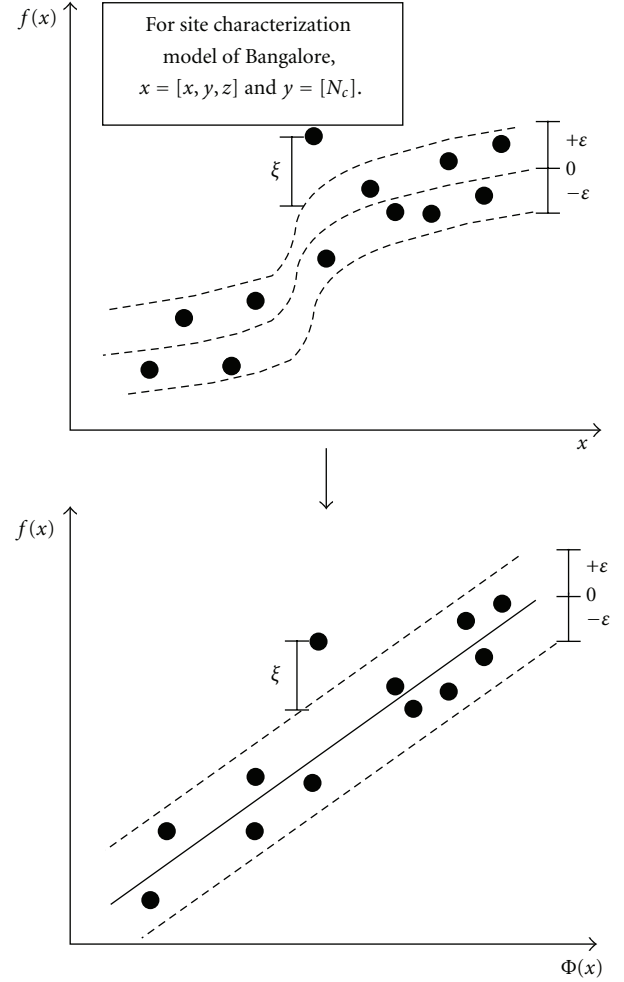 f(x)
For site characterization
model of Bangalore,
x = [x, y, z] and y = [N_c].
ξ
+ε
0
−ε
x
f(x)
+ε
0
−ε
ξ
Φ(x)